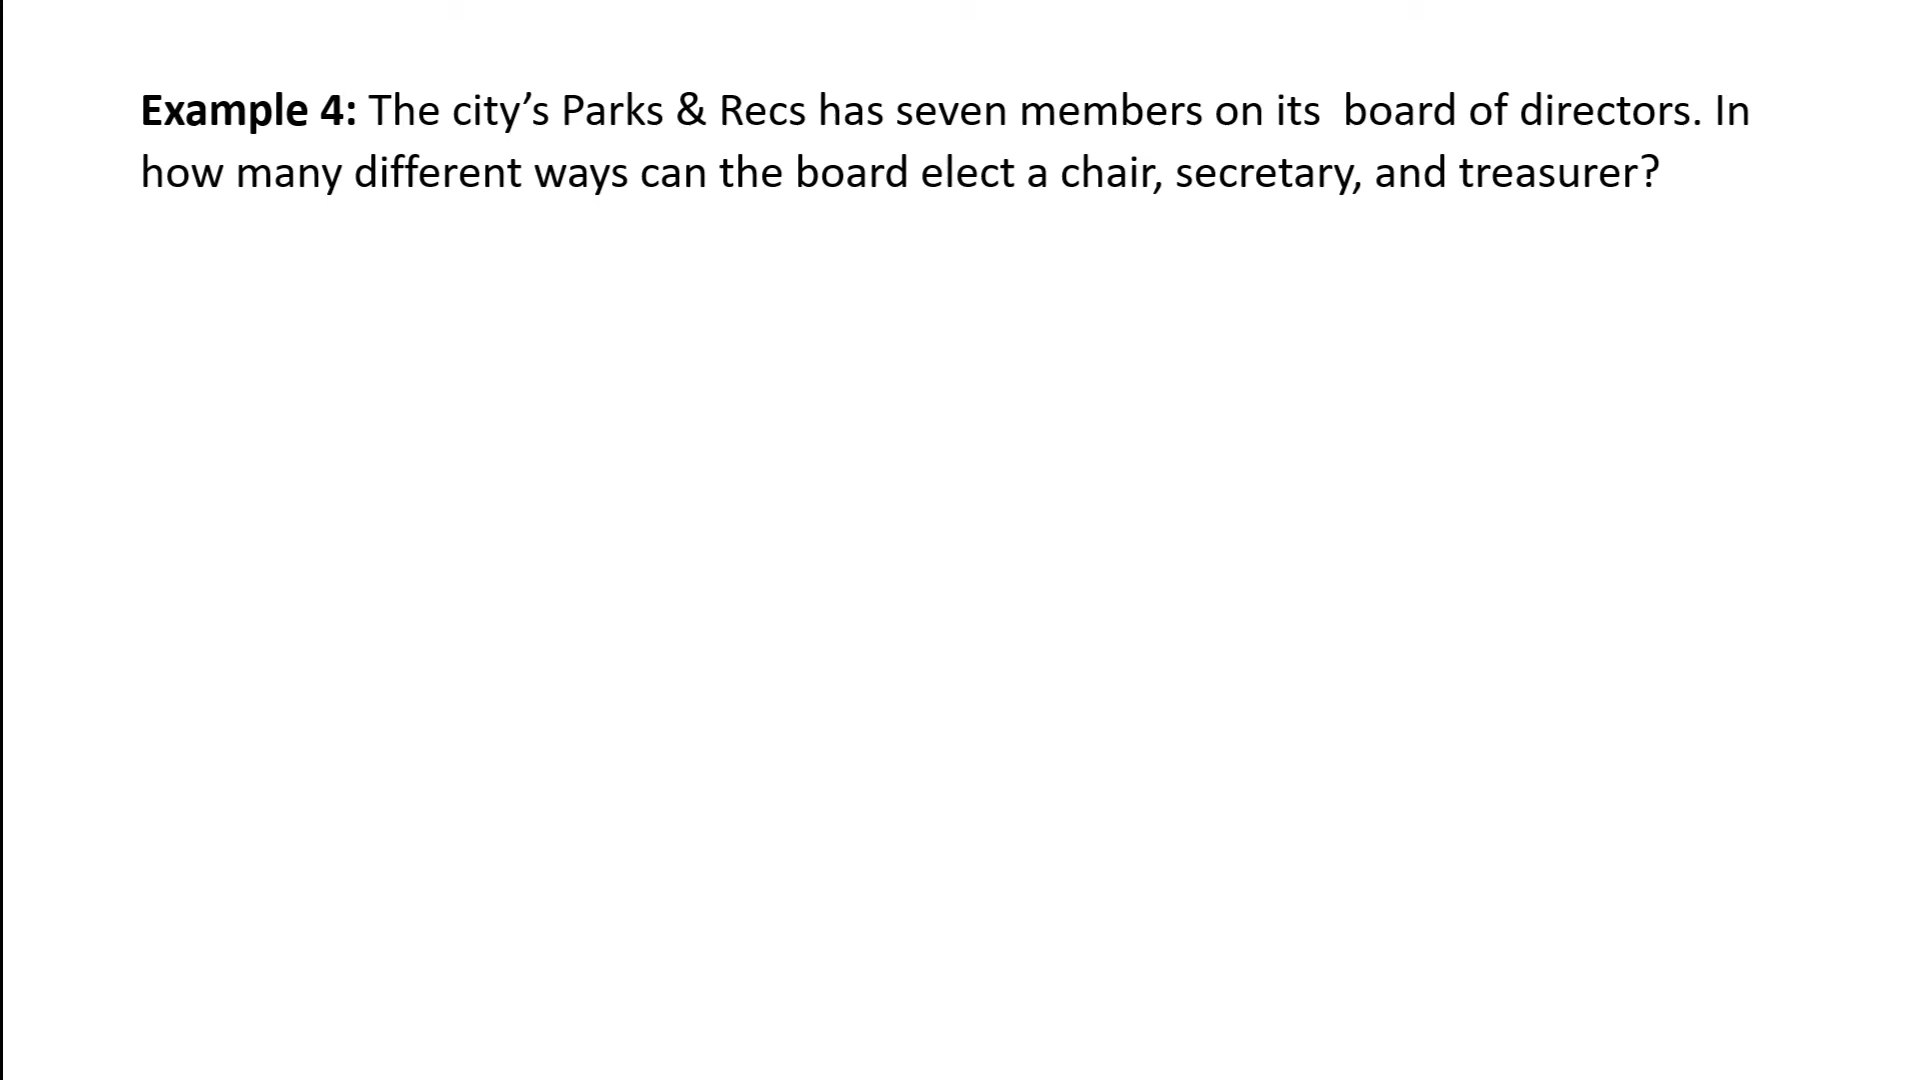 Example 4: The city’s Parks & Recs has seven members on its  board of directors. In
how many different ways can the board elect a chair, secretary, and treasurer?